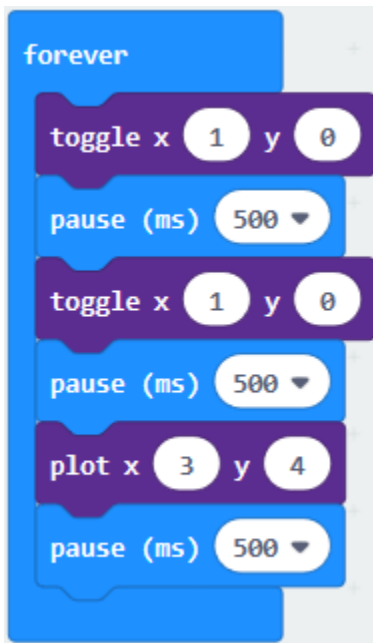 forever
toggle x 1 y 0
pause (ms) 500
toggle x 1 y 0
pause (ms) 500
plot x 3 y 4
pause (ms) 500